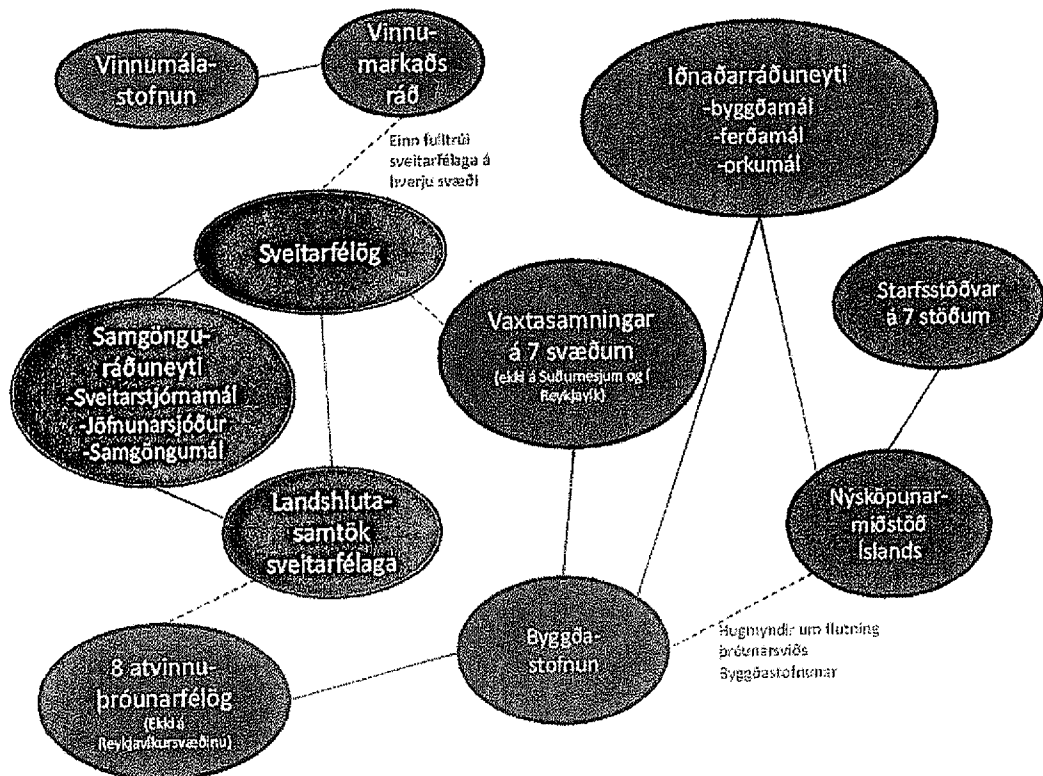 Vinnumála-
stofnun
Vinnu-
markaðs
ráð
Iðnaðarráðuneyti
-byggðamál
-ferðamál
-orkumál
Einn fulltrúi
sveitarfélaga á
hverju svæði
Sveitarfélög
Starfsstöðvar
á 7 stöðum
Vaxtasamningar
á 7 svæðum
(ekki á Suðurnesjum og í
Reykjavík)
Samgöngu-
ráðuneyti
-Sveitarstjórnamál
-Jöfnunarsjóður
-Samgöngumál
Landshluta-
samtök
sveitarfélaga
Nýsköpunar-
miðstöð
Íslands
Byggða-
stofnun
Hugmyndir um flutning
þróunarsviðs
Byggðastofnunar
8 atvinnu-
þróunarfélög
(Ekki á
Reykjavíkursvæðinu)